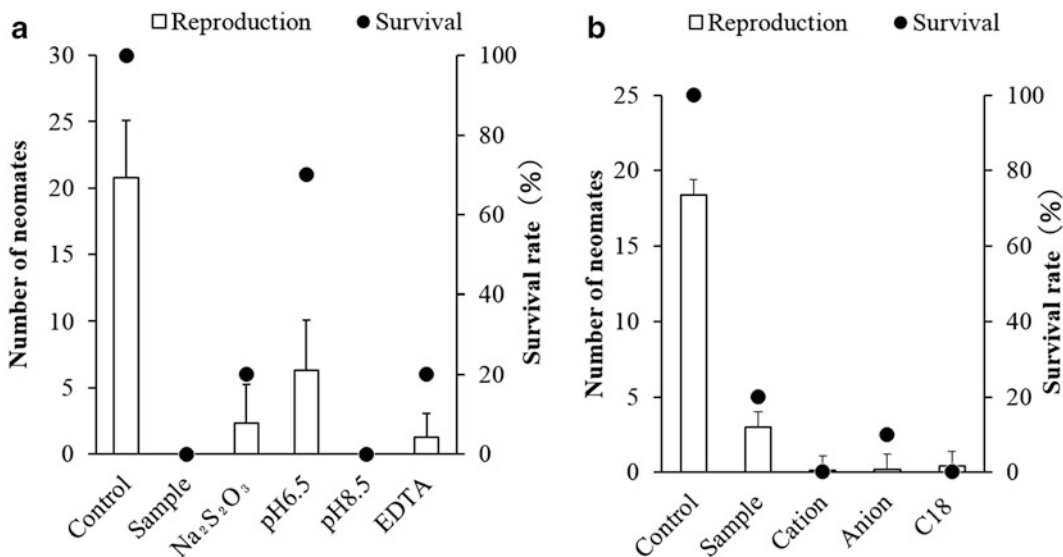 a
□ Reproduction ● Survival
Number of neomates
30
25
20
15
10
5
0
100
80
60
40
20
0
Survival rate (%)
Control
Sample
Na₂S₂O₃
pH6.5
pH8.5
EDTA
b
□ Reproduction ● Survival
Number of neomates
25
20
15
10
5
0
100
80
60
40
20
0
Survival rate (%)
Control
Sample
Cation
Anion
C18